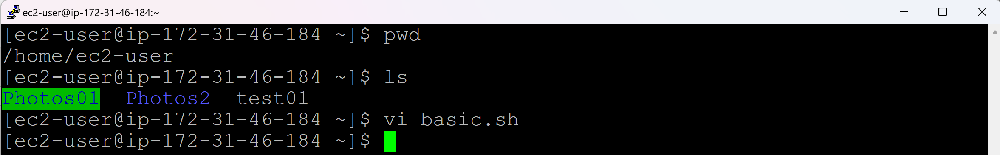 ec2-user@ip-172-31-46-184:~
[ec2-user@ip-172-31-46-184 ~]$ pwd
/home/ec2-user
[ec2-user@ip-172-31-46-184 ~]$ ls
Photos01  Photos2  test01
[ec2-user@ip-172-31-46-184 ~]$ vi basic.sh
[ec2-user@ip-172-31-46-184 ~]$